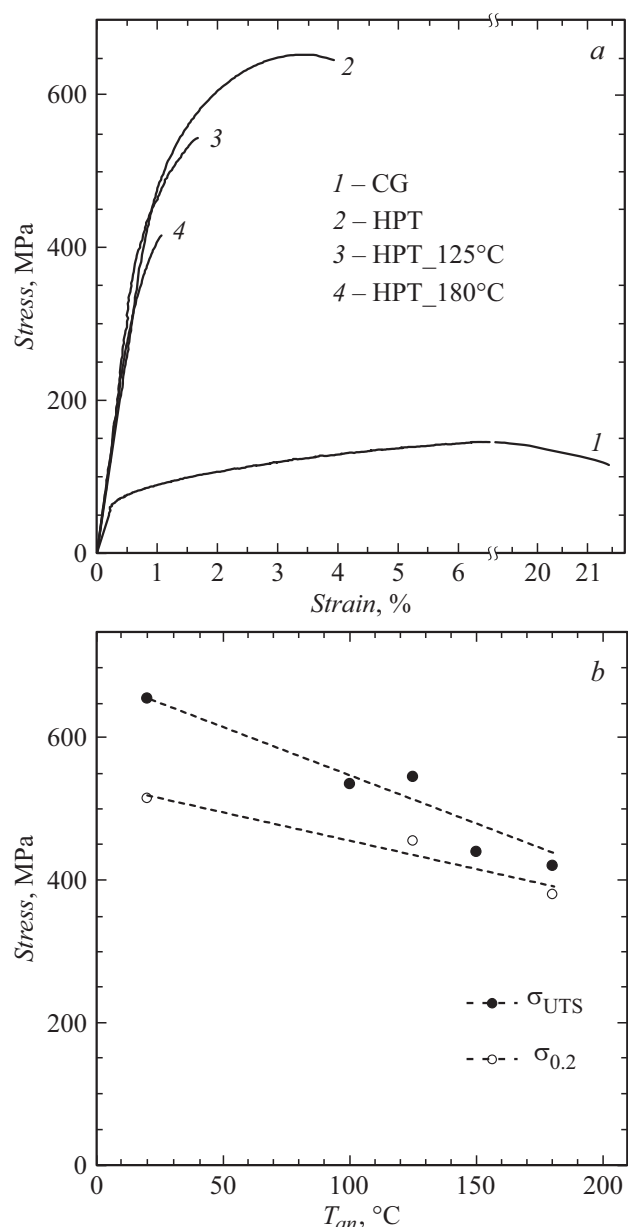 a
600
400
200
0
Stress, MPa
2
3
4
1
1 – CG
2 – HPT
3 – HPT_125°C
4 – HPT_180°C
0 1 2 3 4 5 6 20 21
Strain, %
b
600
400
200
0
Stress, MPa
σUTS
σ0.2
0 50 100 150 200
Tan, °C